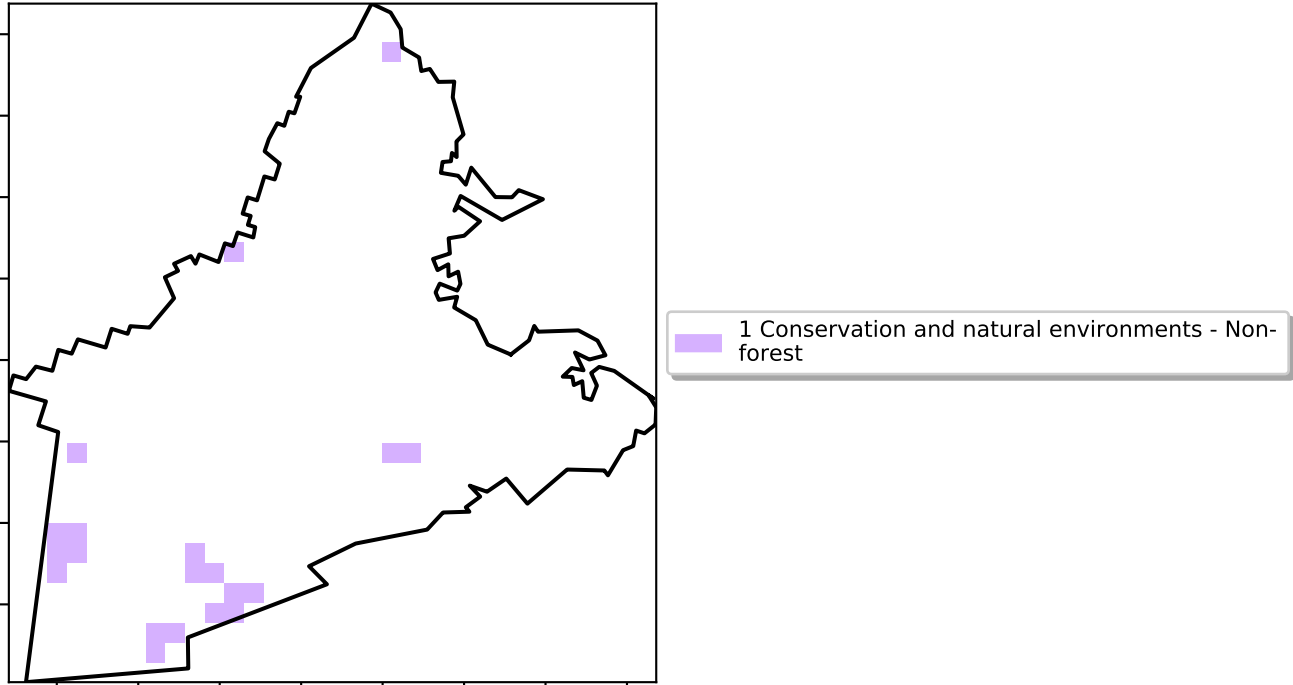 1 Conservation and natural environments - Non-
forest